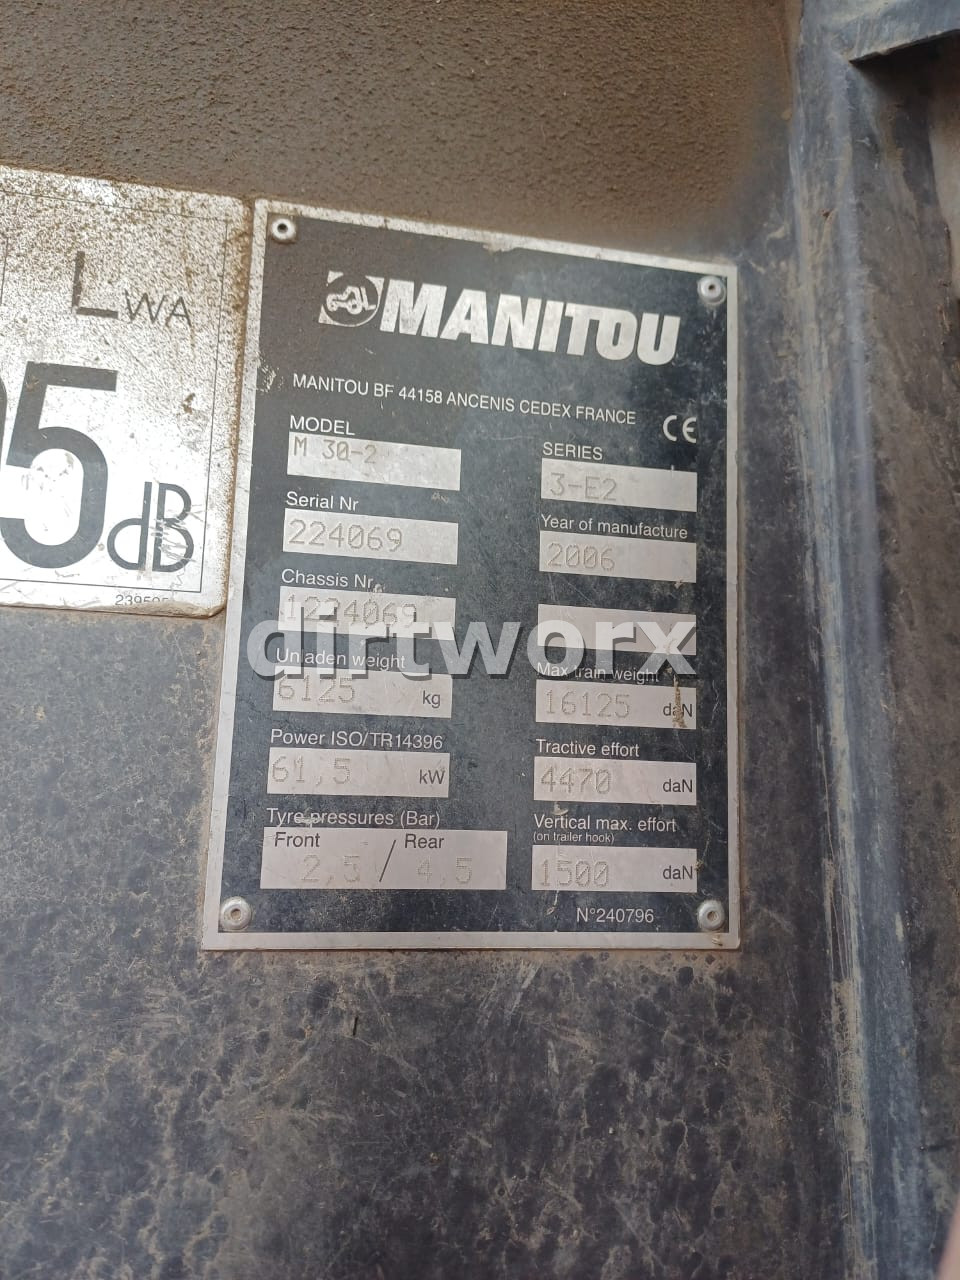 LWA
5dB
MANITOU
MANITOU BF 44158 ANCENIS CEDEX FRANCE
CE
MODEL
M 30-2
SERIES
3-E2
Serial Nr
224069
Year of manufacture
2006
Chassis Nr
1224069
dirtworx
Unladen weight
6125 kg
Max train weight
16125 daN
Power ISO/TR14396
61,5 kW
Tractive effort
4470 daN
Tyre pressures (Bar)
Front / Rear
2,5 / 4,5
Vertical max. effort
(on trailer hook)
1500 daN
N°240796